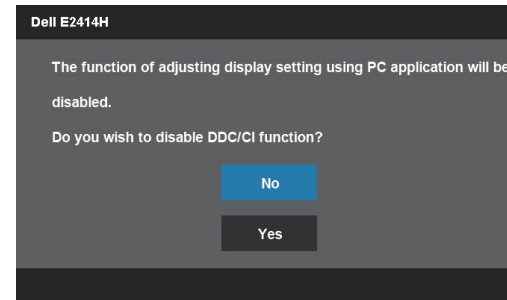 Dell E2414H
The function of adjusting display setting using PC application will be
disabled.
Do you wish to disable DDC/CI function?
No
Yes